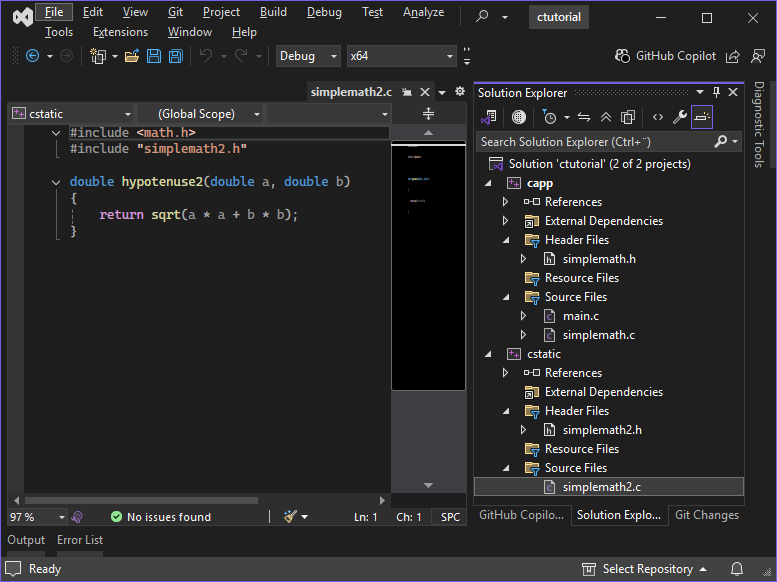 File Edit View Git Project Build Debug Test Analyze ctutorial
Tools Extensions Window Help
Debug x64 GitHub Copilot
simplemath2.c
cstatic (Global Scope)
#include <math.h>
#include "simplemath2.h"
double hypotenuse2(double a, double b)
{
return sqrt(a * a + b * b);
}
97 % No issues found Ln: 1 Ch: 1 SPC
Solution Explorer
Search Solution Explorer (Ctrl+¨)
Solution 'ctutorial' (2 of 2 projects)
capp
References
External Dependencies
Header Files
simplemath.h
Resource Files
Source Files
main.c
simplemath.c
cstatic
References
External Dependencies
Header Files
simplemath2.h
Resource Files
Source Files
simplemath2.c
GitHub Copilo... Solution Explo... Git Changes
Diagnostic Tools
Output Error List
Ready Select Repository